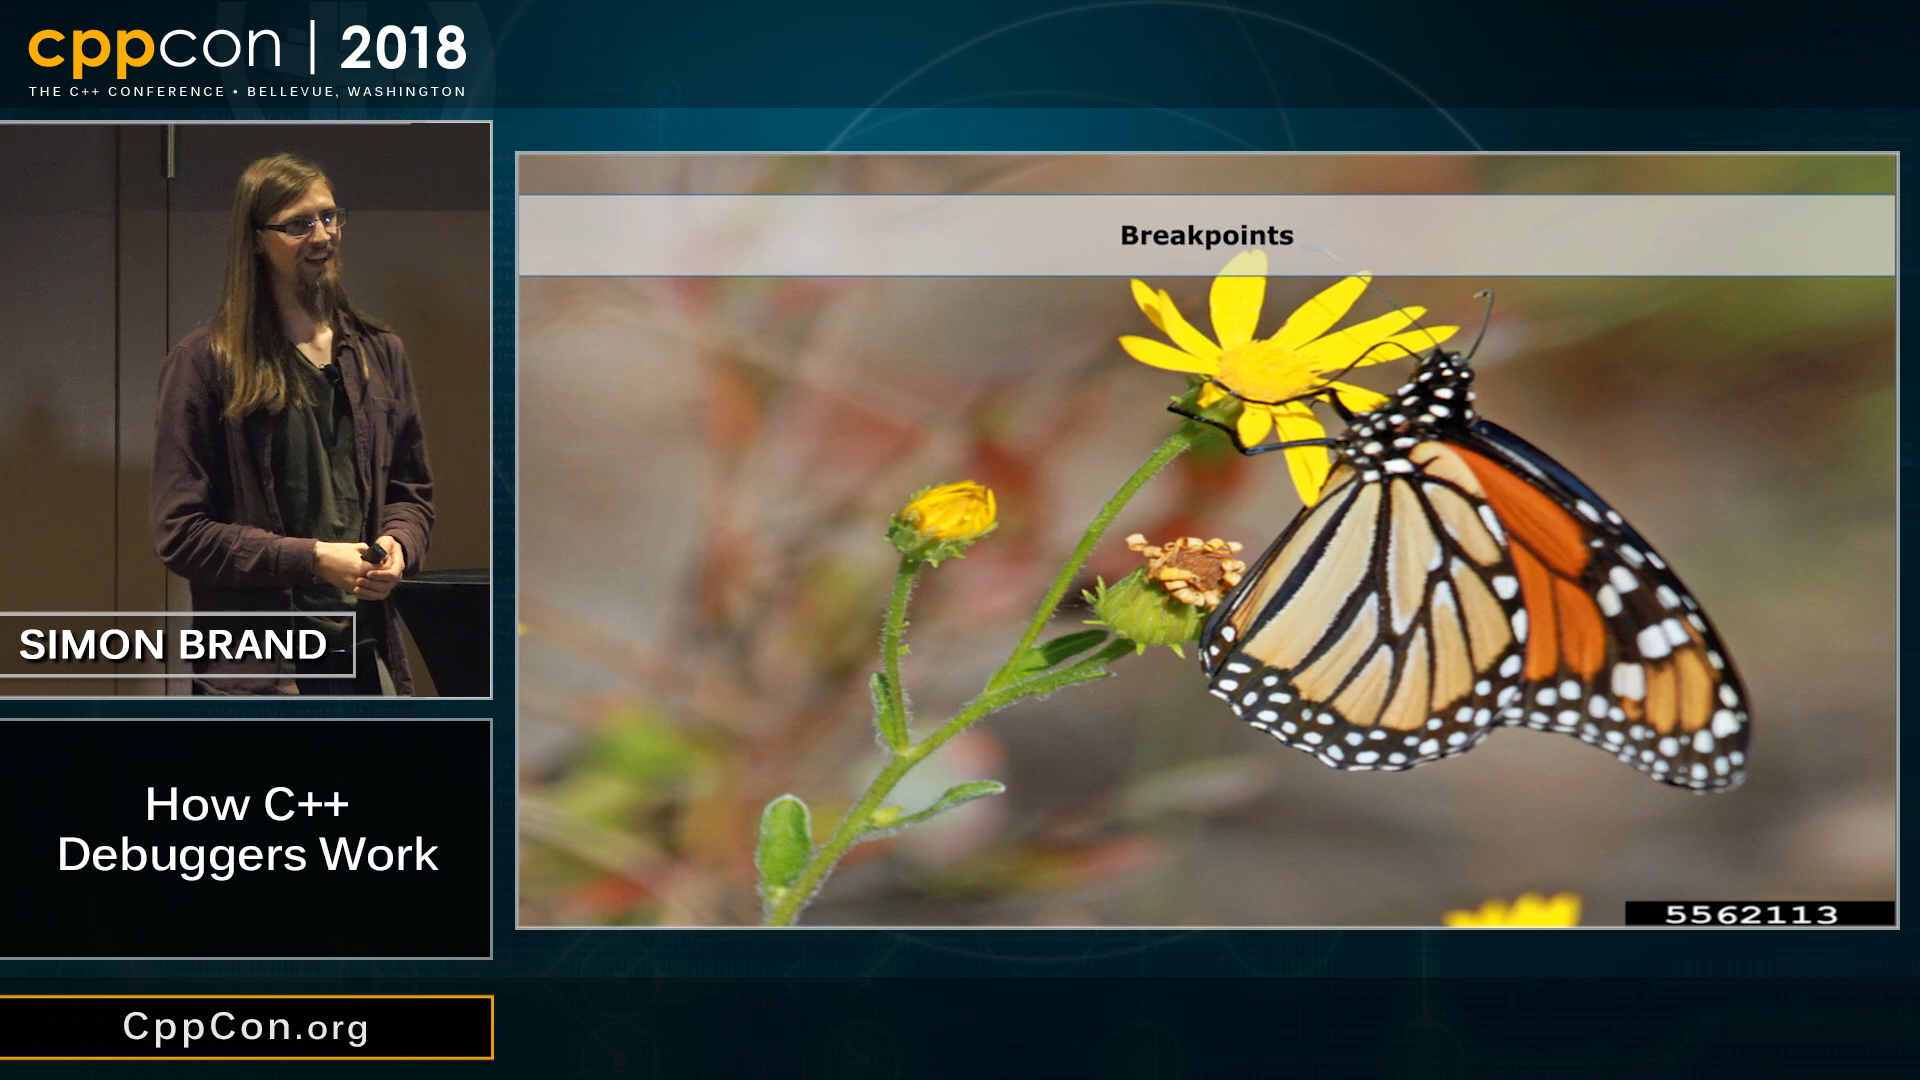 cppcon | 2018
THE C++ CONFERENCE • BELLEVUE, WASHINGTON
Breakpoints
SIMON BRAND
How C++
Debuggers Work
5562113
CppCon.org